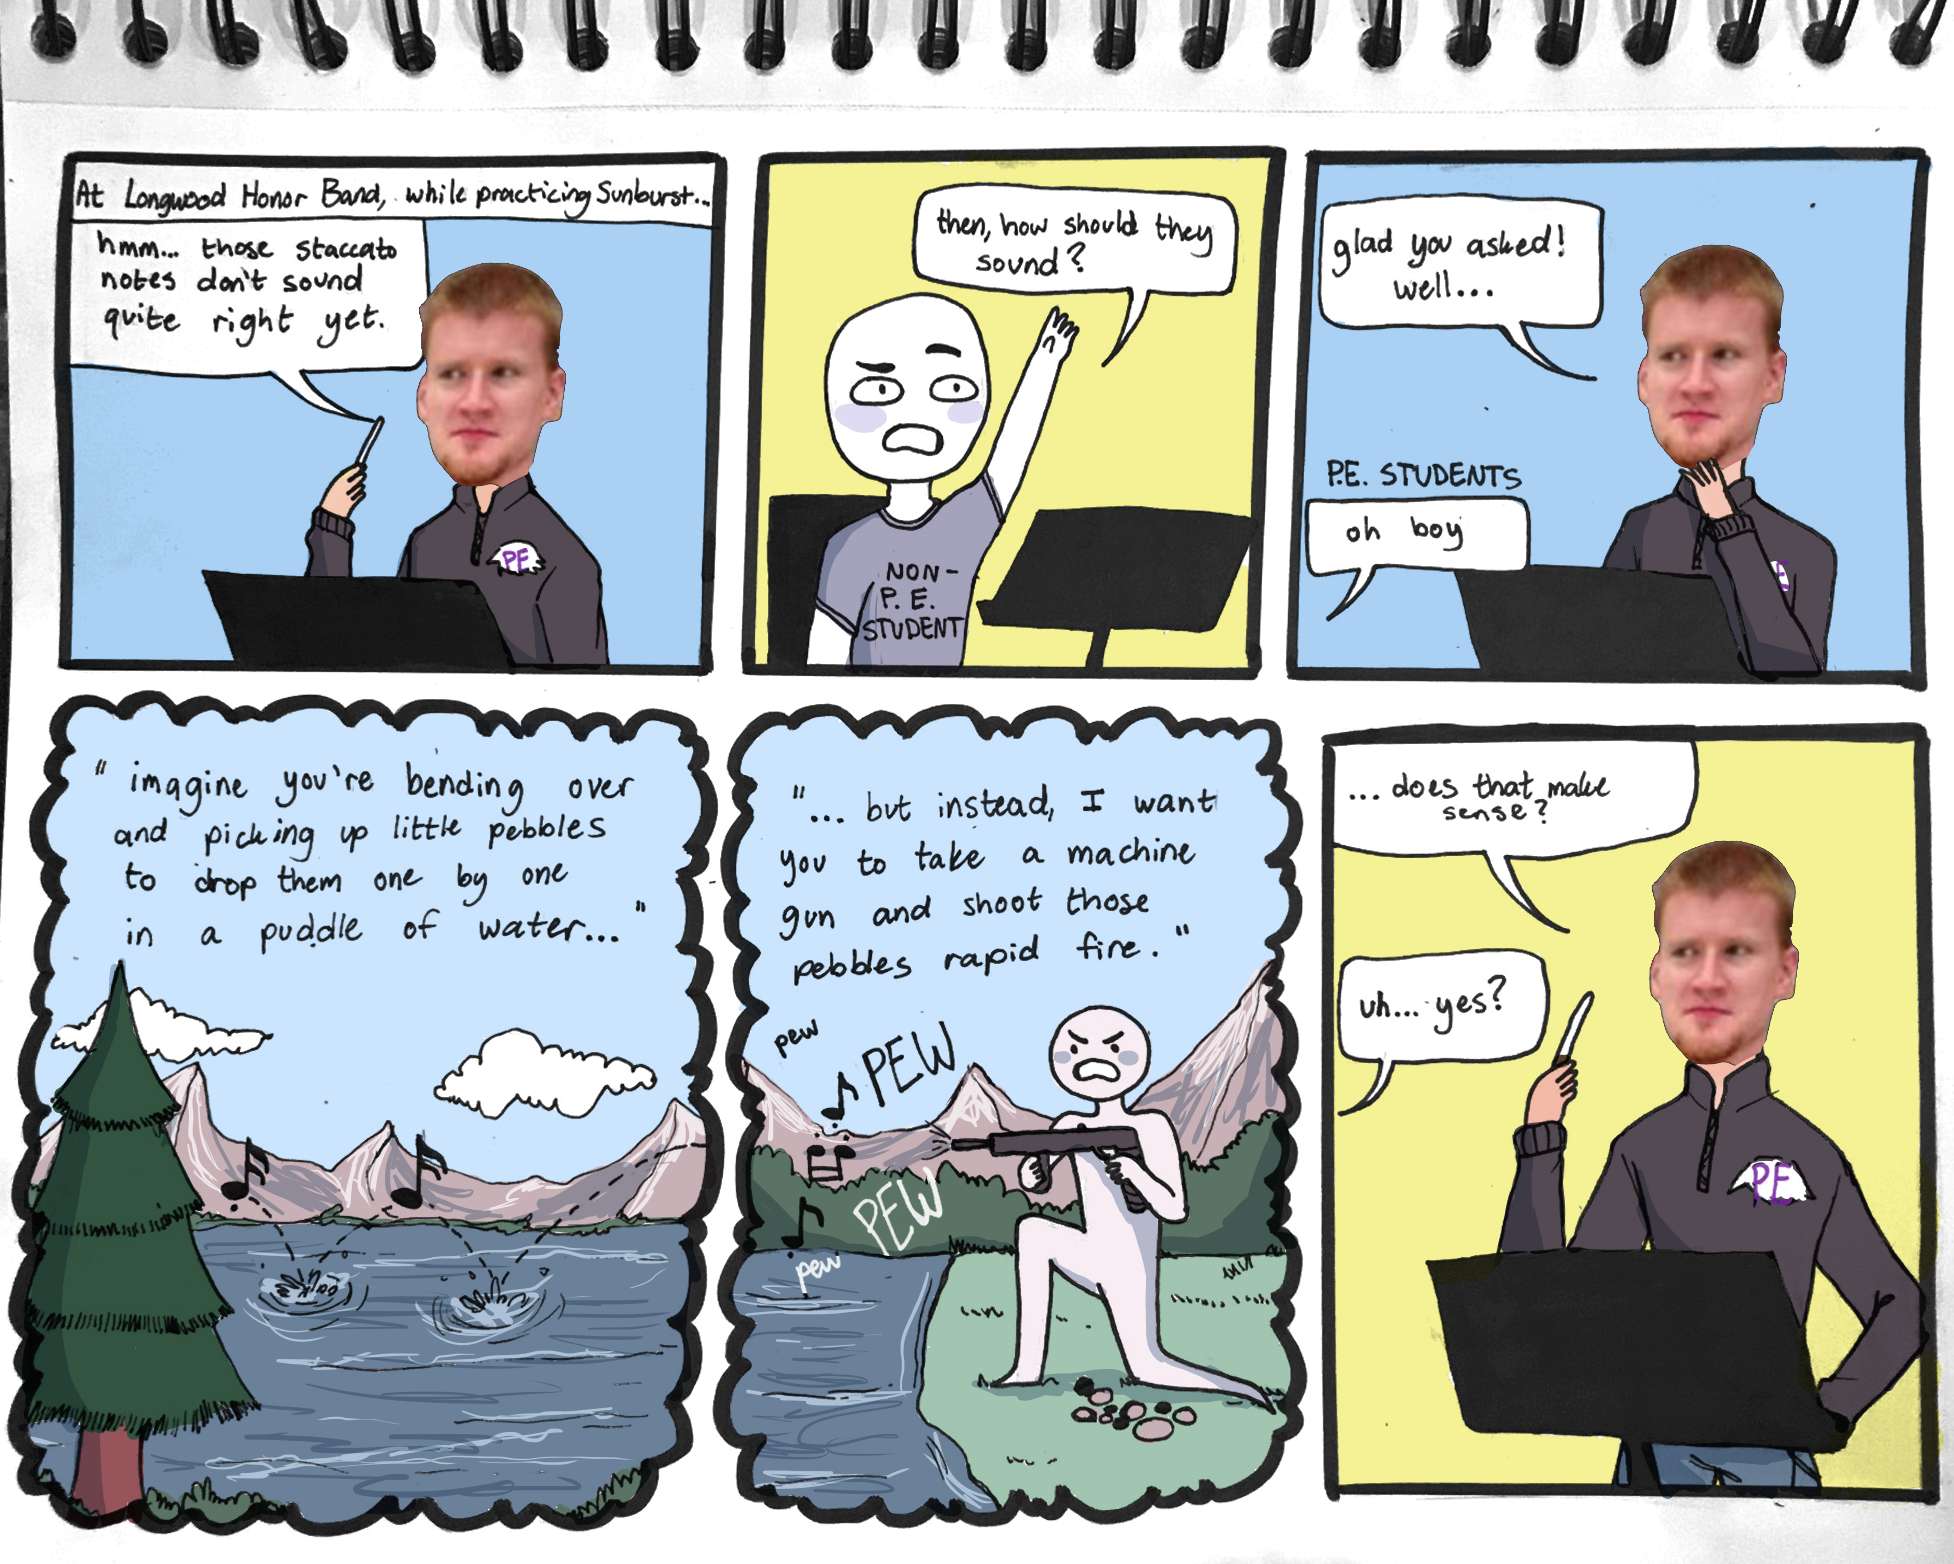 At Longwood Honor Band, while practicing Sunburst...
hmm... those staccato
notes don't sound
quite right yet.
PE
then, how should they
sound?
NON-
P.E.
STUDENT
glad you asked!
well...
P.E. STUDENTS
oh boy
E
"imagine you're bending over
and picking up little pebbles
to drop them one by one
in a puddle of water..."
"... but instead, I want
you to take a machine
gun and shoot those
pebbles rapid fire."
pew
PEW
PEW
pew
... does that make
sense?
uh... yes?
PE